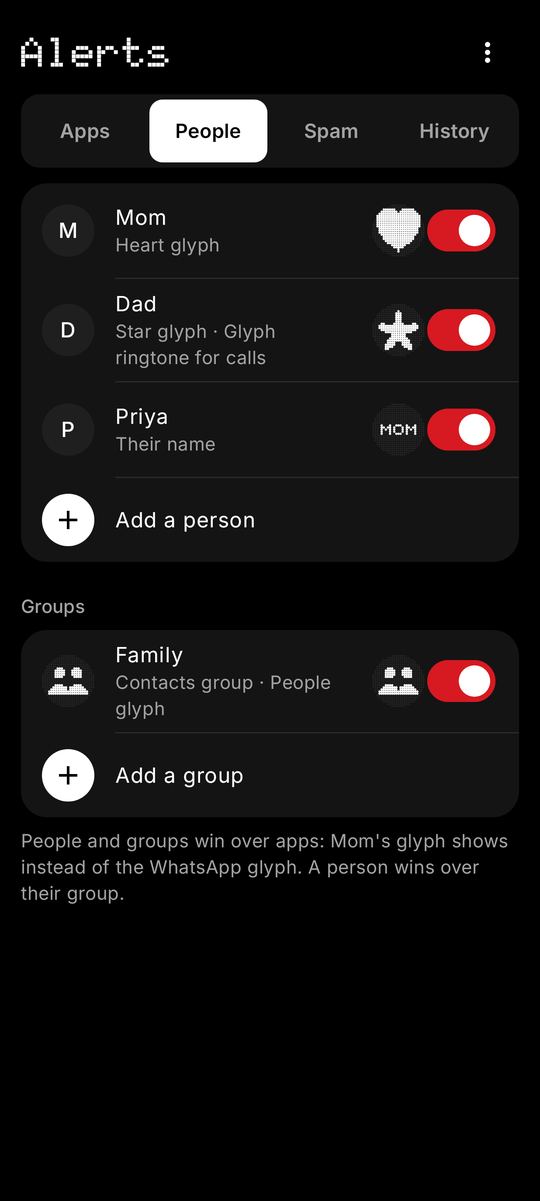 Alerts
Apps
People
Spam
History
M
Mom
Heart glyph
D
Dad
Star glyph · Glyph
ringtone for calls
P
Priya
Their name
MOM
+
Add a person
Groups
Family
Contacts group · People
glyph
+
Add a group
People and groups win over apps: Mom's glyph shows
instead of the WhatsApp glyph. A person wins over
their group.